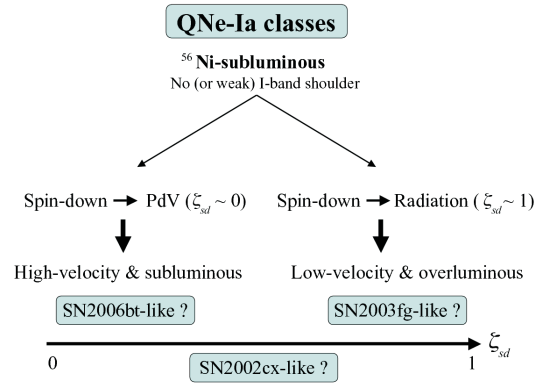 QNe-Ia classes
⁵⁶ Ni-subluminous
No (or weak) I-band shoulder
Spin-down → PdV (ζsd ~ 0)
Spin-down → Radiation ( ζsd ~ 1)
High-velocity & subluminous
Low-velocity & overluminous
SN2006bt-like ?
SN2003fg-like ?
ζsd
0
1
SN2002cx-like ?